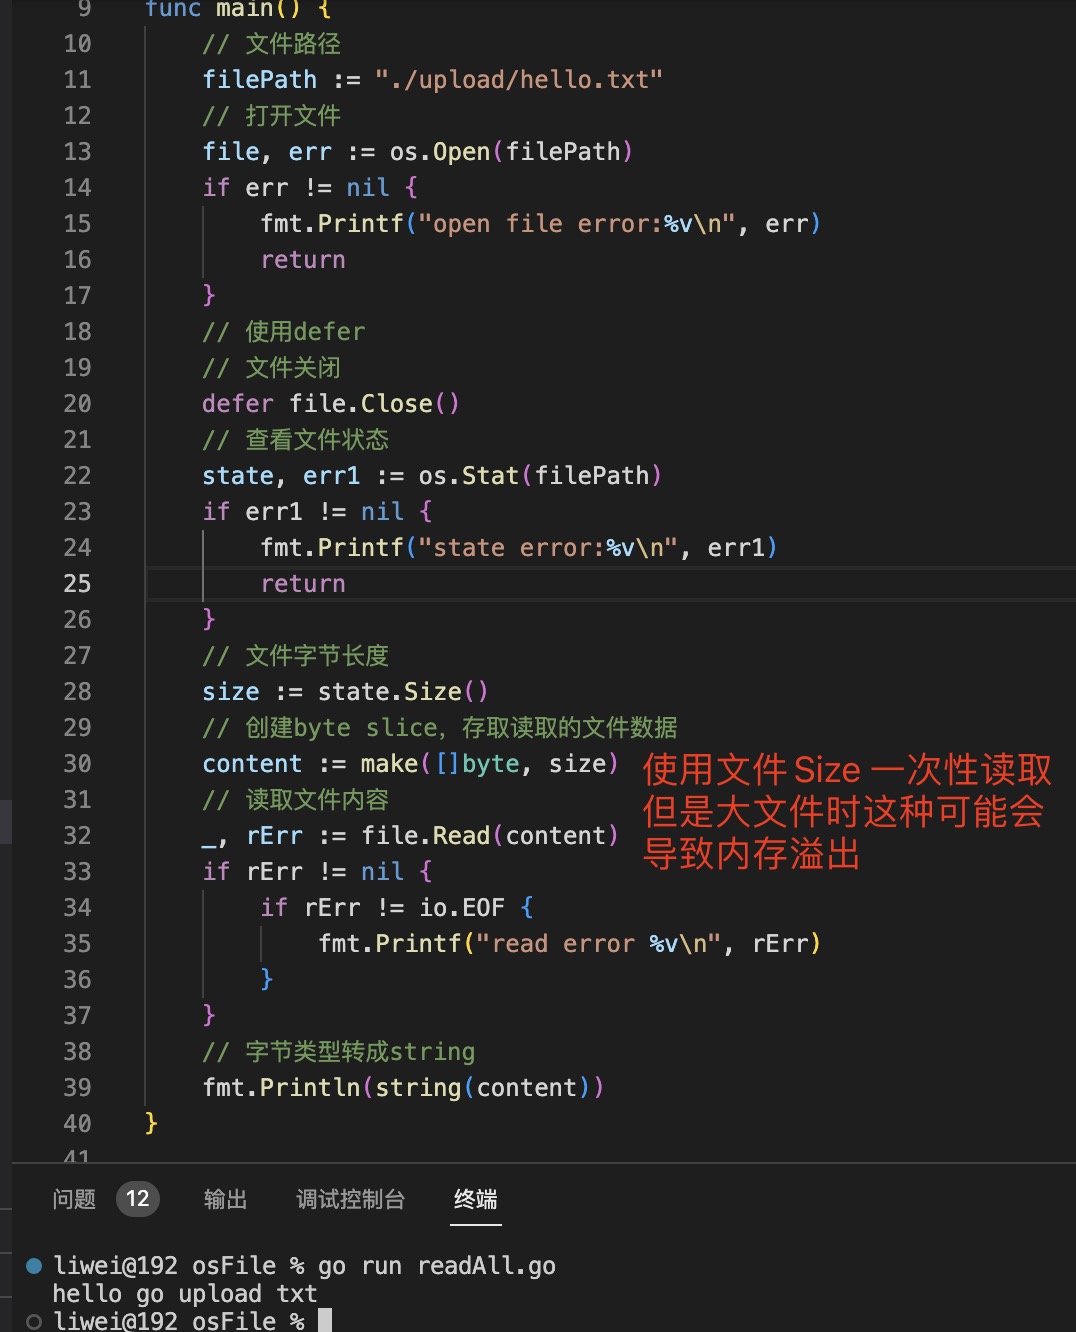 9 func main() {
10 // 文件路径
11 filePath := "./upload/hello.txt"
12 // 打开文件
13 file, err := os.Open(filePath)
14 if err != nil {
15 fmt.Printf("open file error:%v\n", err)
16 return
17 }
18 // 使用defer
19 // 文件关闭
20 defer file.Close()
21 // 查看文件状态
22 state, err1 := os.Stat(filePath)
23 if err1 != nil {
24 fmt.Printf("state error:%v\n", err1)
25 return
26 }
27 // 文件字节长度
28 size := state.Size()
29 // 创建byte slice，存取读取的文件数据
30 content := make([]byte, size)
31 // 读取文件内容
32 _, rErr := file.Read(content)
33 if rErr != nil {
34 if rErr != io.EOF {
35 fmt.Printf("read error %v\n", rErr)
36 }
37 }
38 // 字节类型转成string
39 fmt.Println(string(content))
40 }
41
使用文件 Size 一次性读取
但是大文件时这种可能会
导致内存溢出
问题 12 输出 调试控制台 终端
liwei@192 osFile % go run readAll.go
hello go upload txt
liwei@192 osFile %